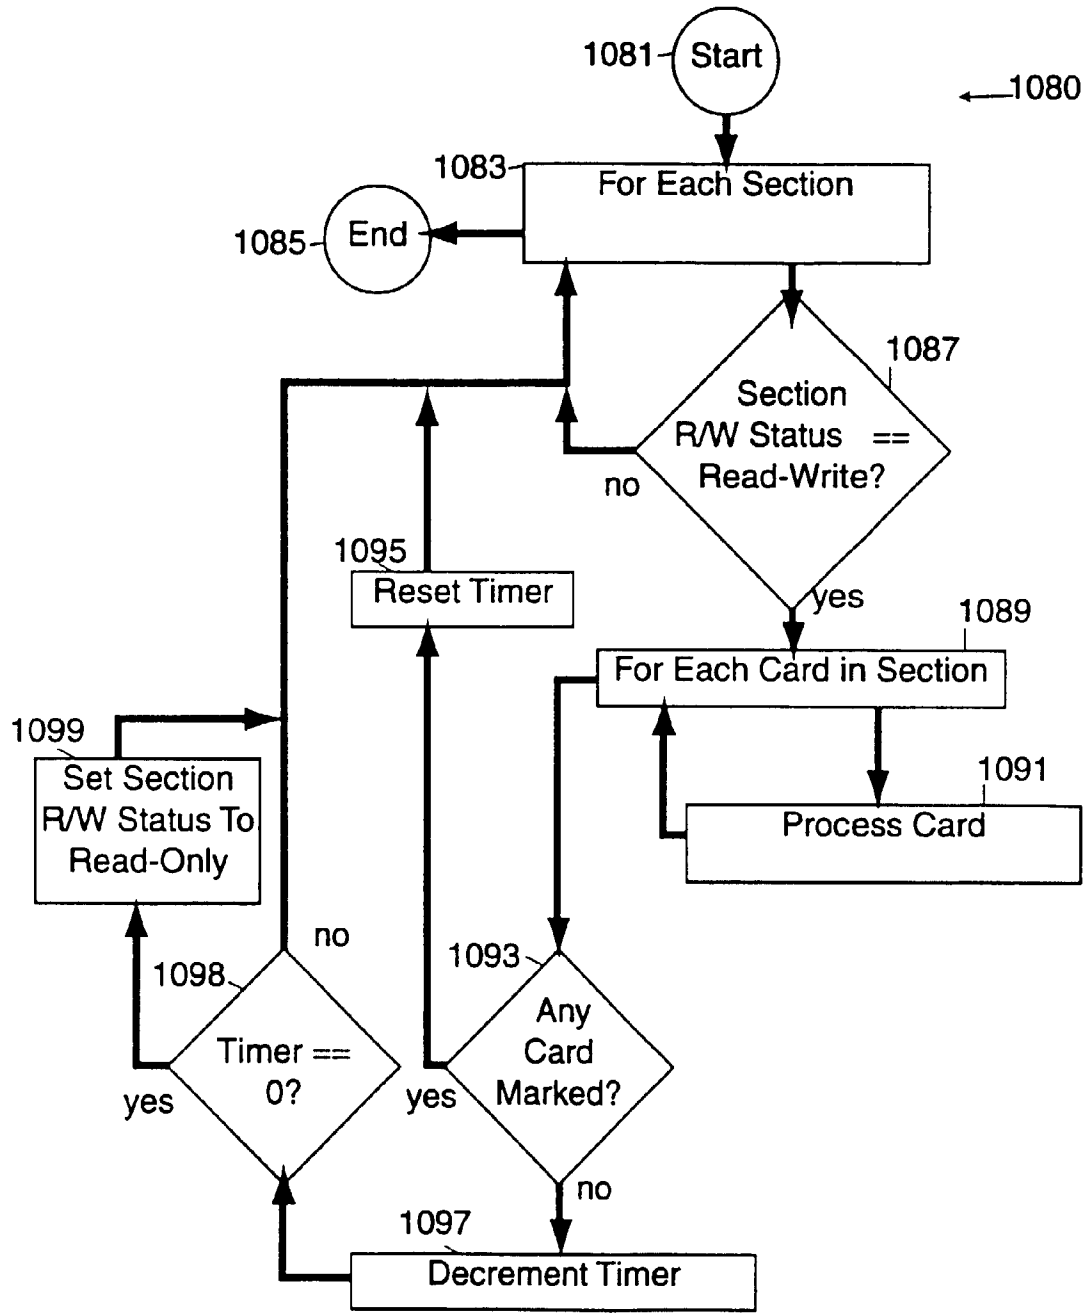 Start
1081
1080
1083
For Each Section
End
1085
1087
Section
R/W Status ==
Read-Write?
no
yes
1095
Reset Timer
1089
For Each Card in Section
1099
Set Section
R/W Status To
Read-Only
1091
Process Card
no
1093
1098
Any
Card
Marked?
Timer ==
0?
yes
yes
no
1097
Decrement Timer